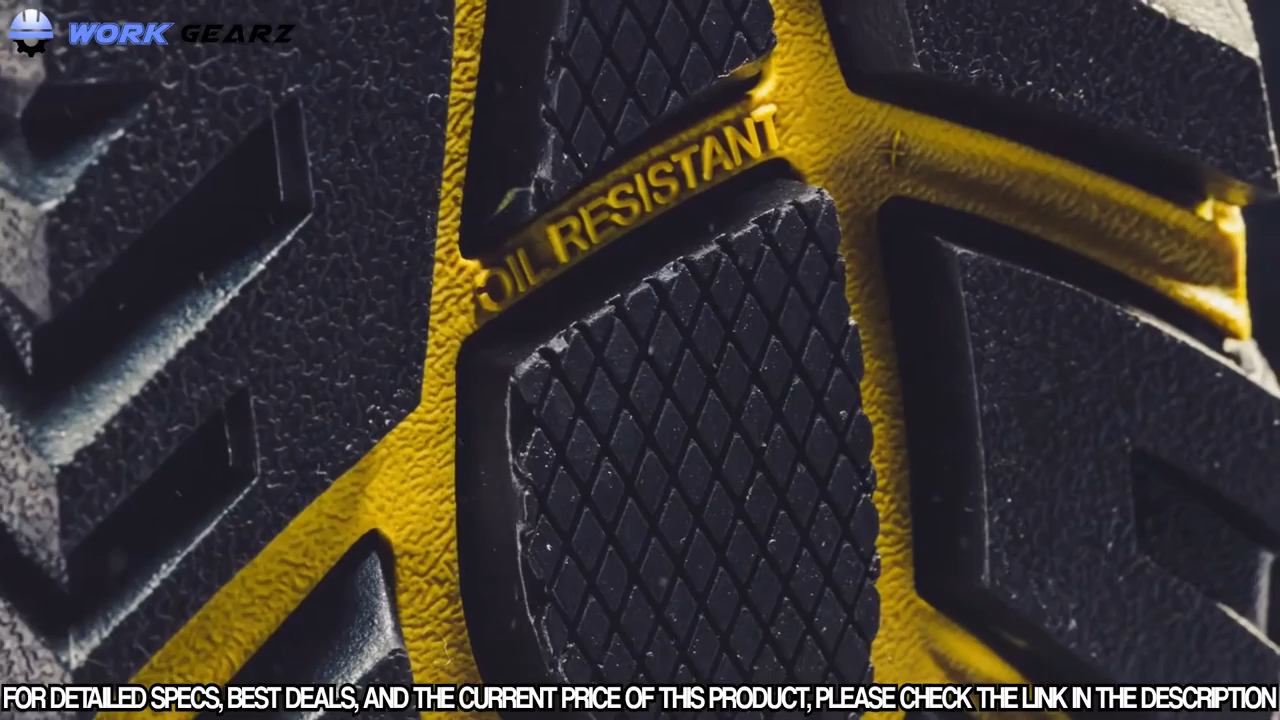 WORK GEARZ
OIL RESISTANT
FOR DETAILED SPECS, BEST DEALS, AND THE CURRENT PRICE OF THIS PRODUCT, PLEASE CHECK THE LINK IN THE DESCRIPTION